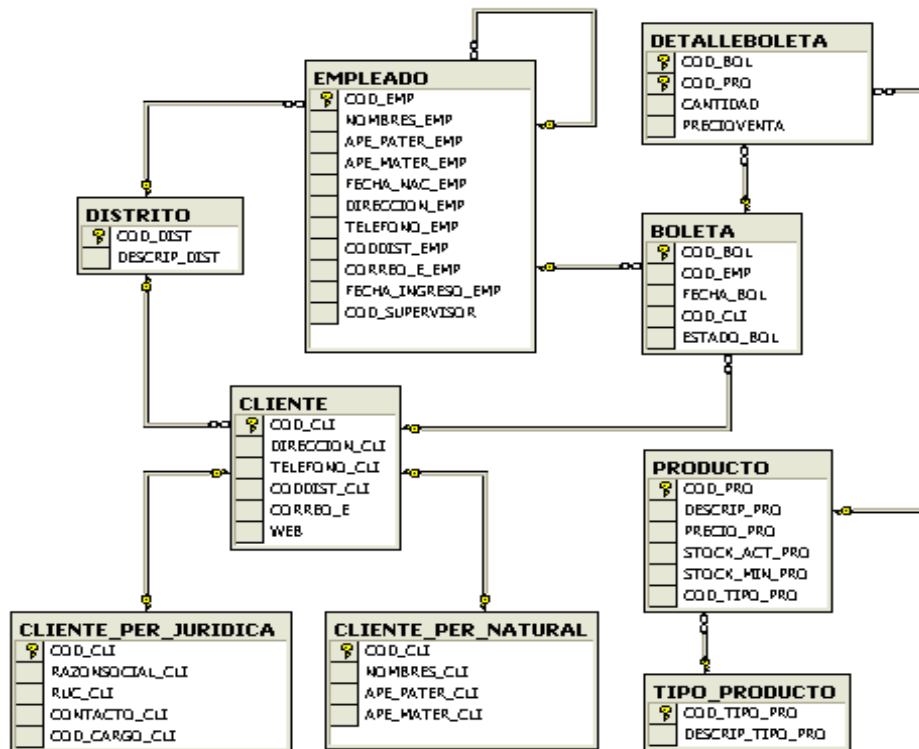 EMPLEADO
COD_EMP
NOMBRES_EMP
APE_PATER_EMP
APE_MATER_EMP
FECHA_NAC_EMP
DIRECCION_EMP
TELEFONO_EMP
CODDIST_EMP
CORREO_E_EMP
FECHA_INGRESO_EMP
COD_SUPERVISOR
DETALLEBOLETA
COD_BOL
COD_PRO
CANTIDAD
PRECIOVENTA
DISTRITO
COD_DIST
DESCRIP_DIST
BOLETA
COD_BOL
COD_EMP
FECHA_BOL
COD_CLI
ESTADO_BOL
CLIENTE
COD_CLI
DIRECCION_CLI
TELEFONO_CLI
CODDIST_CLI
CORREO_E
WEB
PRODUCTO
COD_PRO
DESCRIP_PRO
PRECIO_PRO
STOCK_ACT_PRO
STOCK_MIN_PRO
COD_TIPO_PRO
CLIENTE_PER_JURIDICA
COD_CLI
RAZONSOCIAL_CLI
RUC_CLI
CONTACTO_CLI
COD_CARGO_CLI
CLIENTE_PER_NATURAL
COD_CLI
NOMBRES_CLI
APE_PATER_CLI
APE_MATER_CLI
TIPO_PRODUCTO
COD_TIPO_PRO
DESCRIP_TIPO_PRO